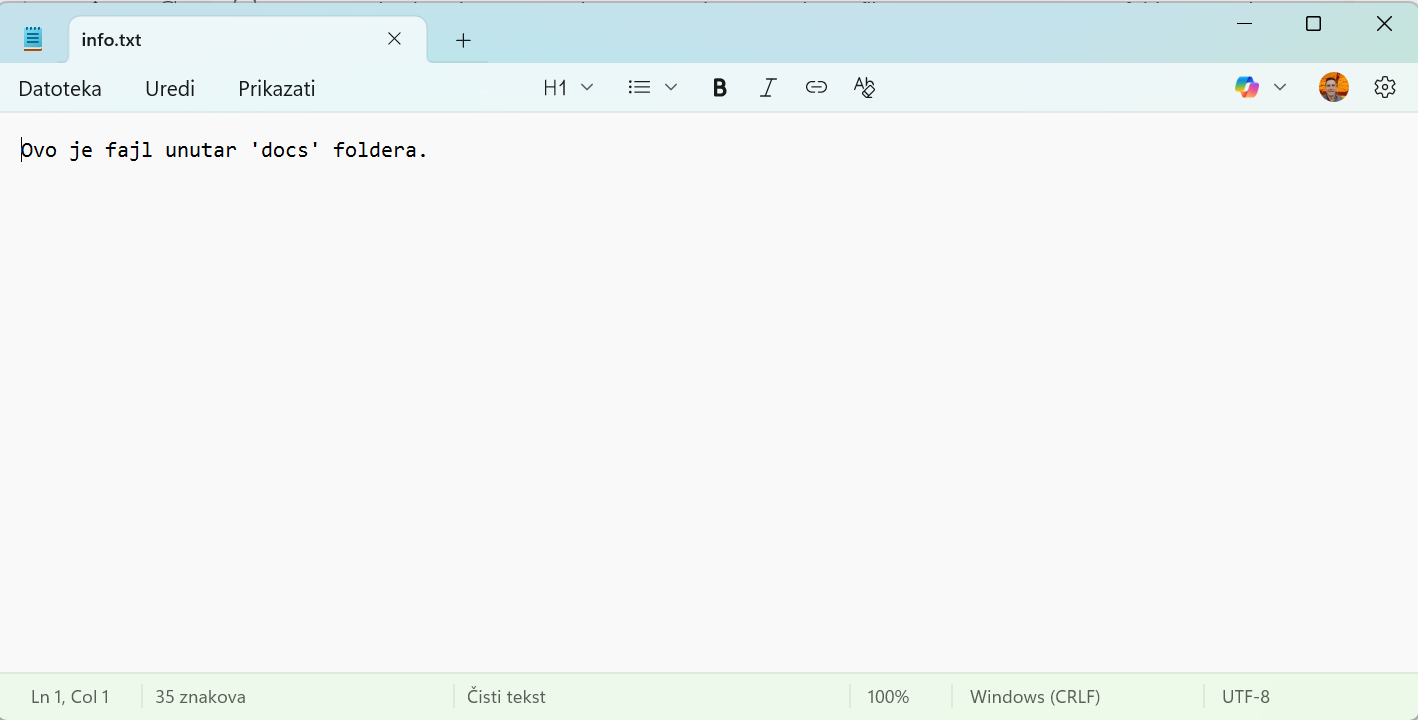 info.txt
Datoteka Uredi Prikazati H1 B I A
Ovo je fajl unutar 'docs' foldera.
Ln 1, Col 1 35 znakova Čisti tekst 100% Windows (CRLF) UTF-8